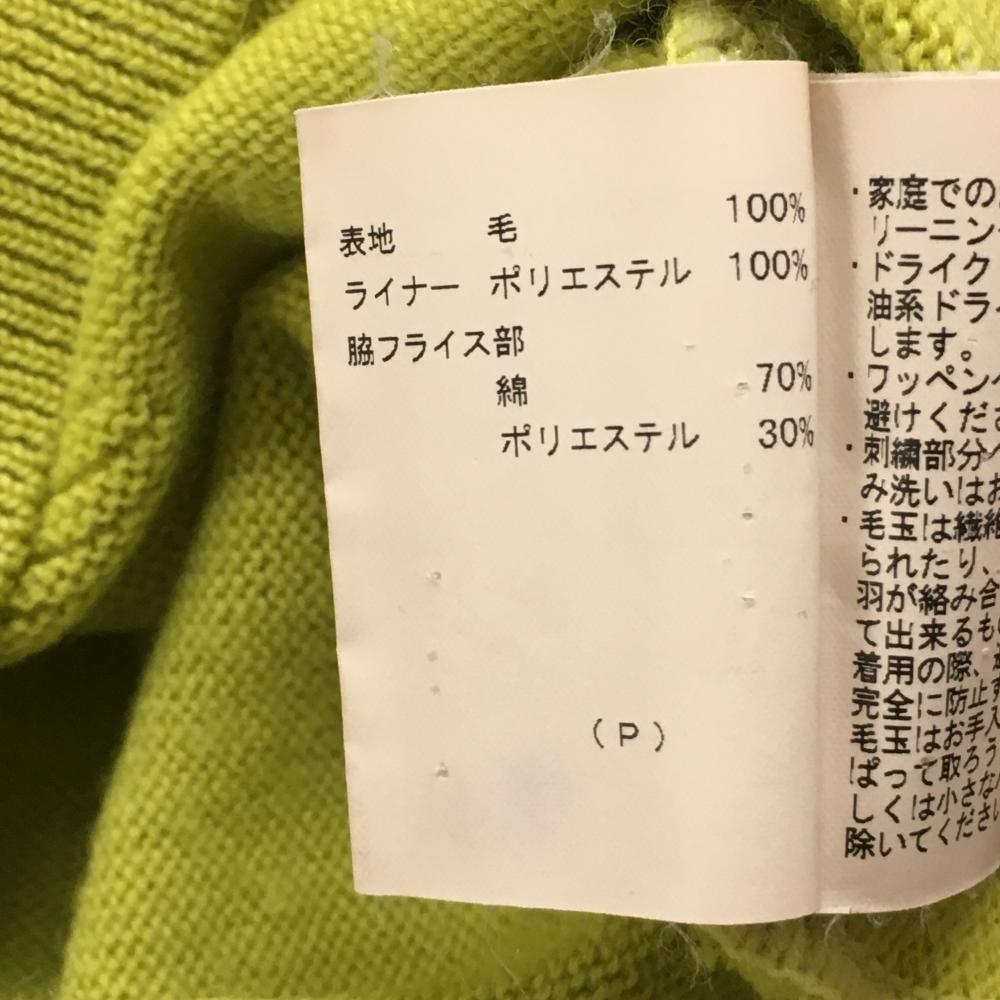 表地 毛 100%
ライナー ポリエステル 100%
脇フライス部
綿 70%
ポリエステル 30%
(P)
・家庭での
リーニン
・ドライク
油系ドラ
します。
・ワッペン
避けくださ
・刺繍部分
み洗いはお
・毛玉は繊維
られたり、
羽が絡み合
て出来るも
着用の際、
完全に防止
毛玉はお手入
ぱって取ろう
しくは小さな
除いてください